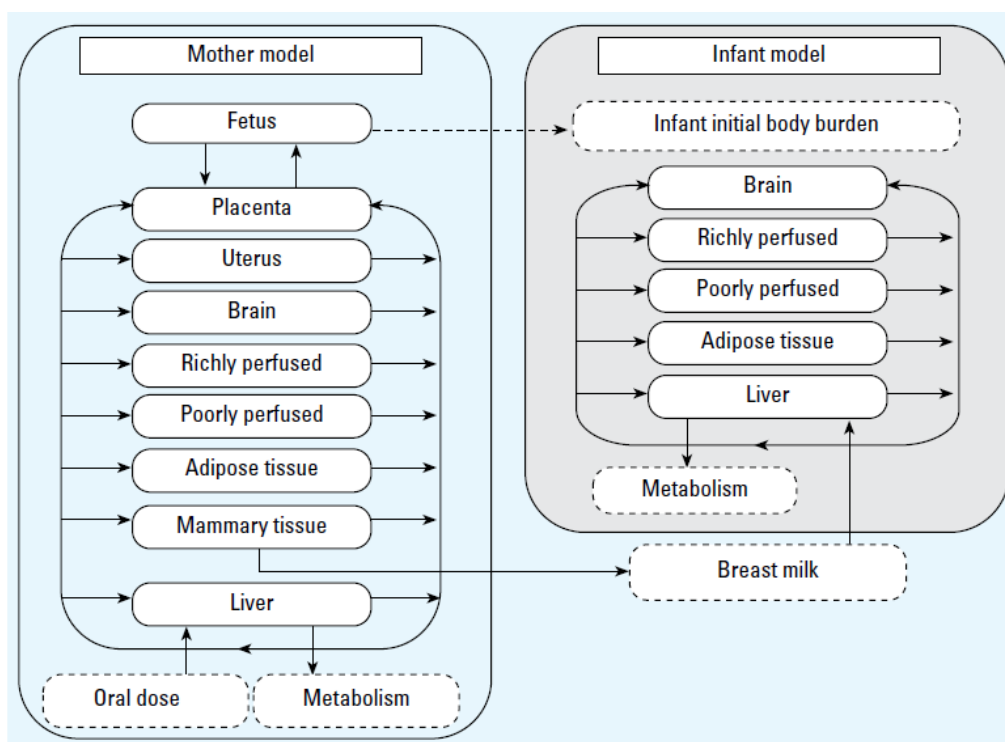 Mother model
Fetus
Placenta
Uterus
Brain
Richly perfused
Poorly perfused
Adipose tissue
Mammary tissue
Liver
Oral dose
Metabolism
Infant model
Infant initial body burden
Brain
Richly perfused
Poorly perfused
Adipose tissue
Liver
Metabolism
Breast milk